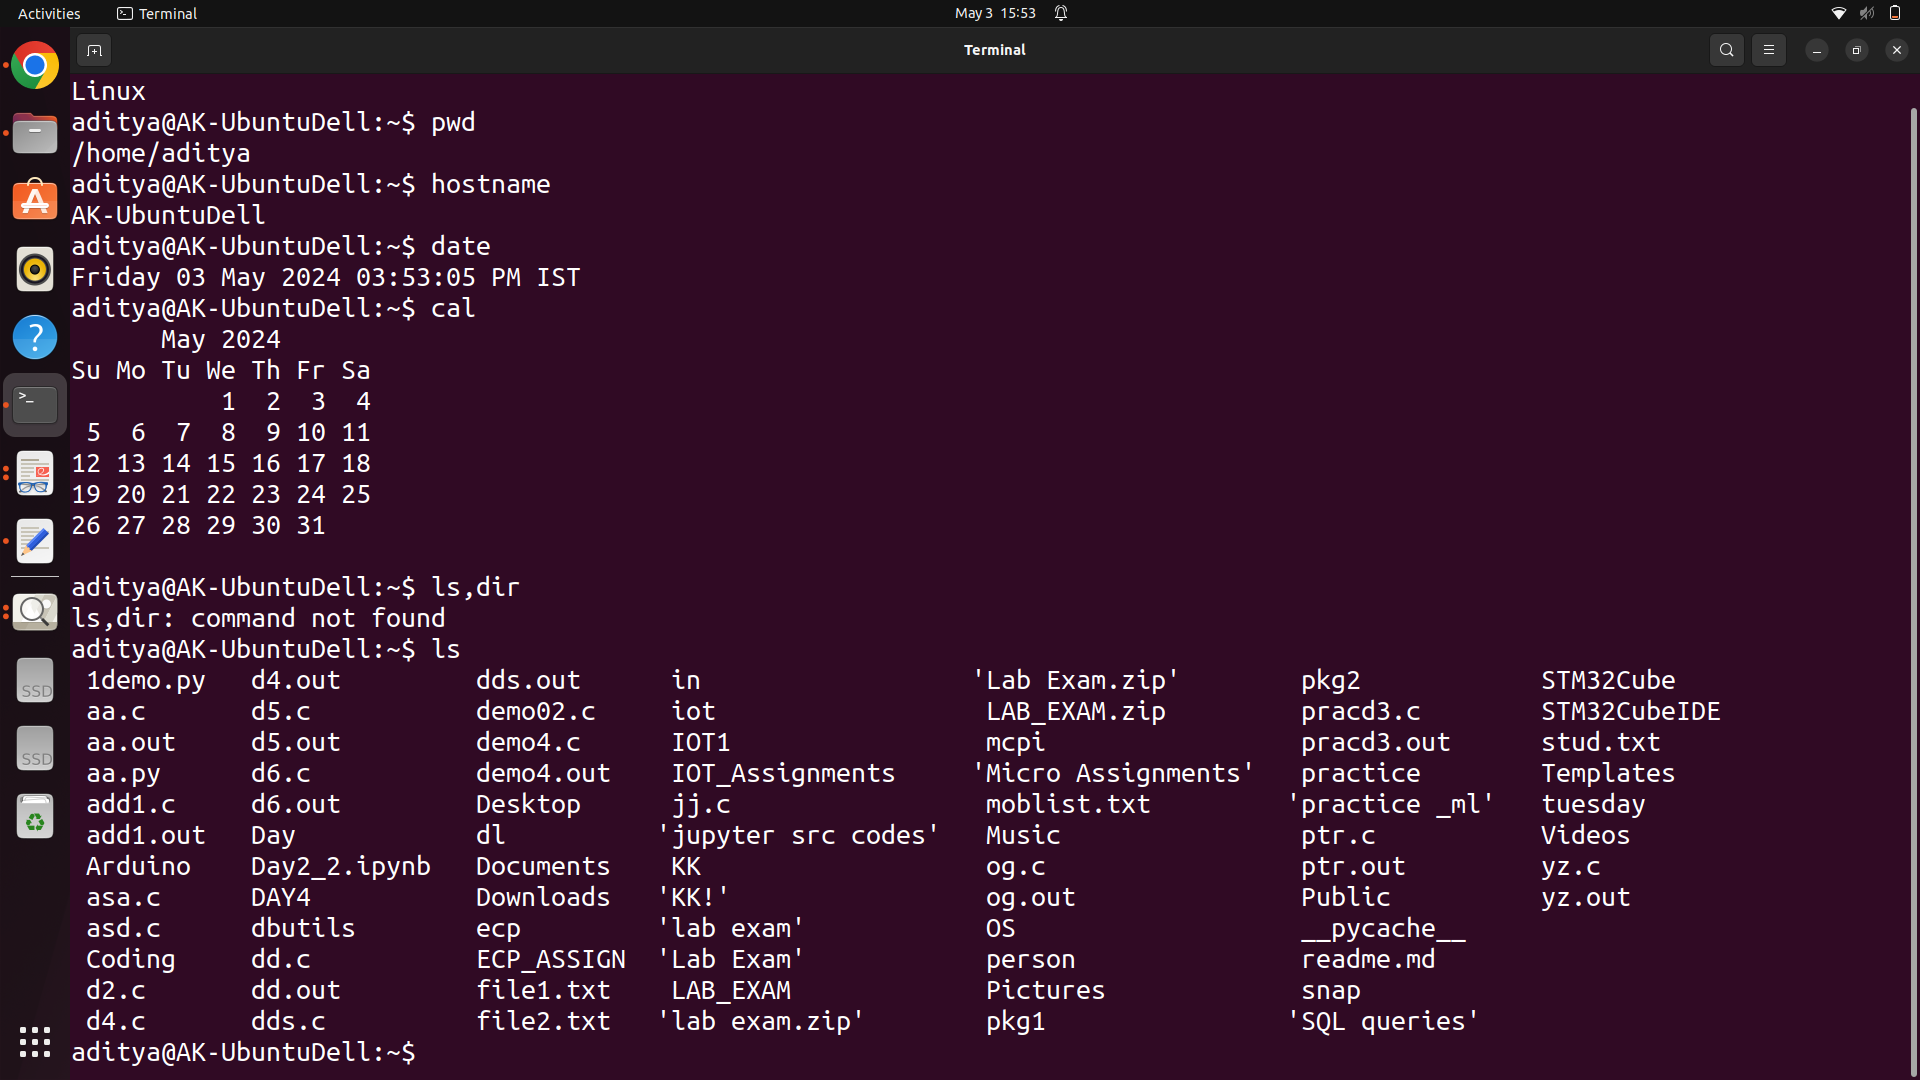 Activities Terminal May 3 15:53
Terminal
Linux
aditya@AK-UbuntuDell:~$ pwd
/home/aditya
aditya@AK-UbuntuDell:~$ hostname
AK-UbuntuDell
aditya@AK-UbuntuDell:~$ date
Friday 03 May 2024 03:53:05 PM IST
aditya@AK-UbuntuDell:~$ cal
      May 2024
Su Mo Tu We Th Fr Sa
          1  2  3  4
 5  6  7  8  9 10 11
12 13 14 15 16 17 18
19 20 21 22 23 24 25
26 27 28 29 30 31
aditya@AK-UbuntuDell:~$ ls,dir
ls,dir: command not found
aditya@AK-UbuntuDell:~$ ls
 1demo.py   d4.out         dds.out      in                  'Lab Exam.zip'        pkg2            STM32Cube
 aa.c       d5.c           demo02.c     iot                  LAB_EXAM.zip         pracd3.c        STM32CubeIDE
 aa.out     d5.out         demo4.c      IOT1                 mcpi                 pracd3.out      stud.txt
 aa.py      d6.c           demo4.out    IOT_Assignments     'Micro Assignments'   practice        Templates
 add1.c     d6.out         Desktop      jj.c                 moblist.txt         'practice _ml'   tuesday
 add1.out   Day            dl          'jupyter src codes'   Music                ptr.c           Videos
 Arduino    Day2_2.ipynb   Documents    KK                   og.c                 ptr.out         yz.c
 asa.c      DAY4           Downloads   'KK!'                 og.out               Public          yz.out
 asd.c      dbutils        ecp         'lab exam'            OS                   __pycache__
 Coding     dd.c           ECP_ASSIGN  'Lab Exam'            person               readme.md
 d2.c       dd.out         file1.txt    LAB_EXAM             Pictures             snap
 d4.c       dds.c          file2.txt   'lab exam.zip'        pkg1                'SQL queries'
aditya@AK-UbuntuDell:~$
SSD
SSD